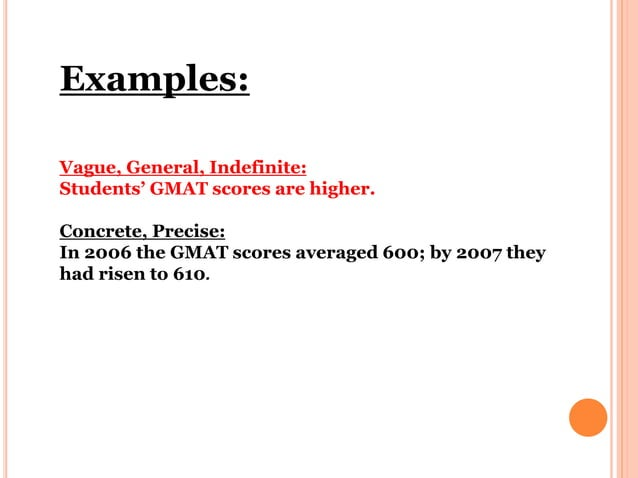 Examples:
Vague, General, Indefinite:
Students’ GMAT scores are higher.
Concrete, Precise:
In 2006 the GMAT scores averaged 600; by 2007 they
had risen to 610.